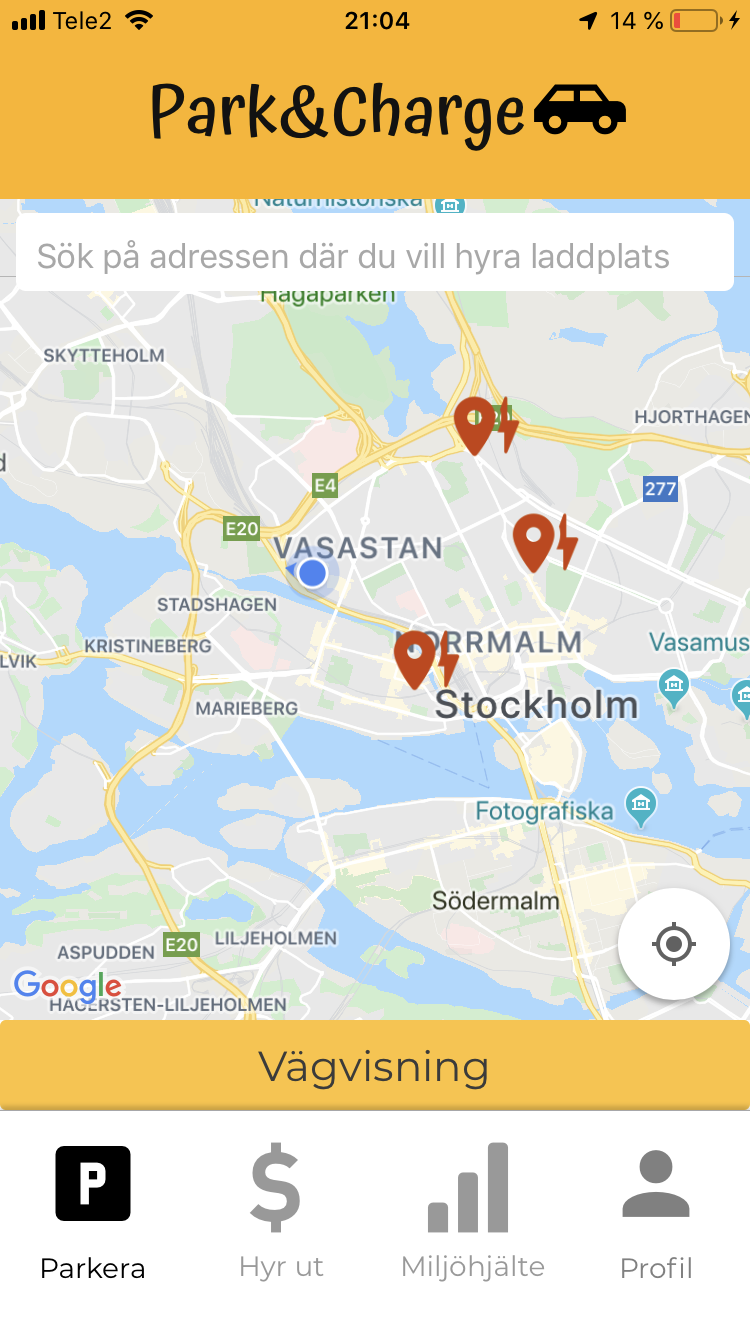 Tele2
21:04
14 %
Park&Charge
Naturhistoriska
Sök på adressen där du vill hyra laddplats
Hagaparken
SKYTTEHOLM
HJORTHAGEN
E4
277
E20
VASASTAN
STADSHAGEN
NORRMALM
KRISTINEBERG
Vasamus
LVIK
MARIEBERG
Stockholm
Fotografiska
Södermalm
LILJEHOLMEN
E20
ASPUDDEN
Google
HÄGERSTEN-LILJEHOLMEN
Vägvisning
P
Parkera
$
Hyr ut
Miljöhjälte
Profil